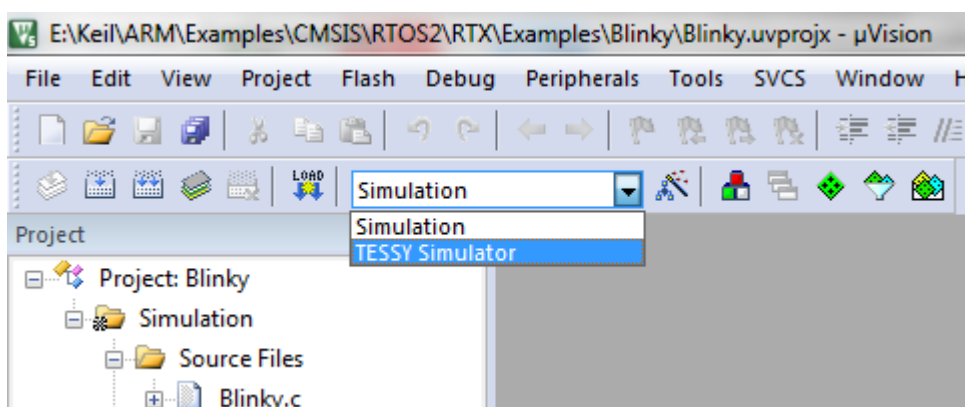 E:\Keil\ARM\Examples\CMSIS\RTOS2\RTX\Examples\Blinky\Blinky.uvprojx - µVision
File Edit View Project Flash Debug Peripherals Tools SVCS Window H
LOAD Simulation
Simulation
TESSY Simulator
Project
Project: Blinky
Simulation
Source Files
Blinky.c